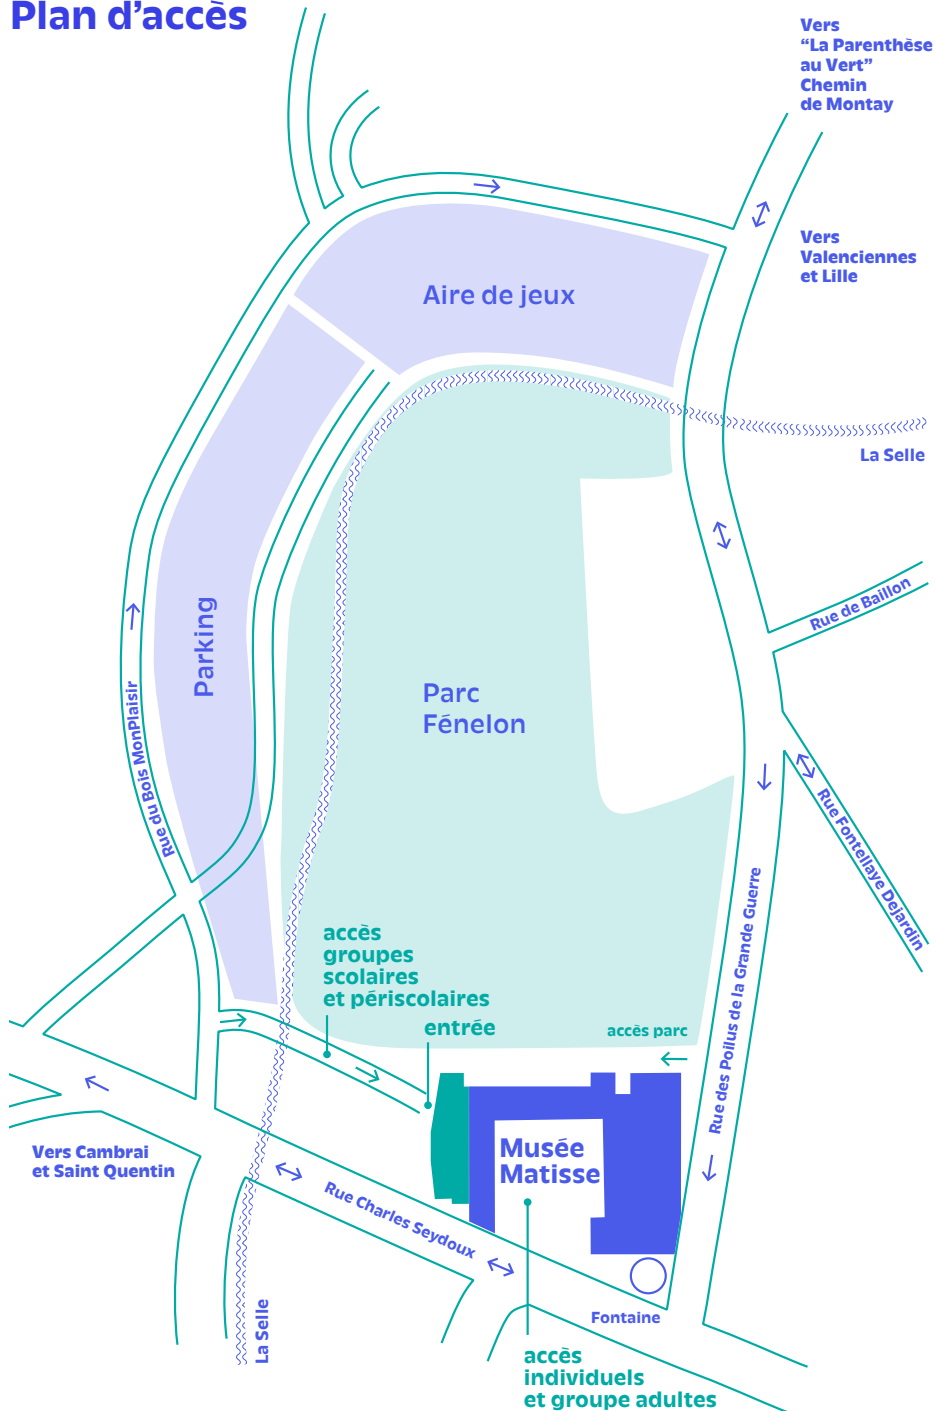 Plan d’accès
Vers
“La Parenthèse
au Vert”
Chemin
de Montay
Vers
Valenciennes
et Lille
Aire de jeux
La Selle
Rue de Baillon
Parking
Parc
Fénelon
Rue du Bois MonPlaisir
Rue Fontellaye Dejardin
Rue des Poilus de la Grande Guerre
accès
groupes
scolaires
et périscolaires
entrée
accès parc
Musée
Matisse
Vers Cambrai
et Saint Quentin
Rue Charles Seydoux
La Selle
Fontaine
accès
individuels
et groupe adultes